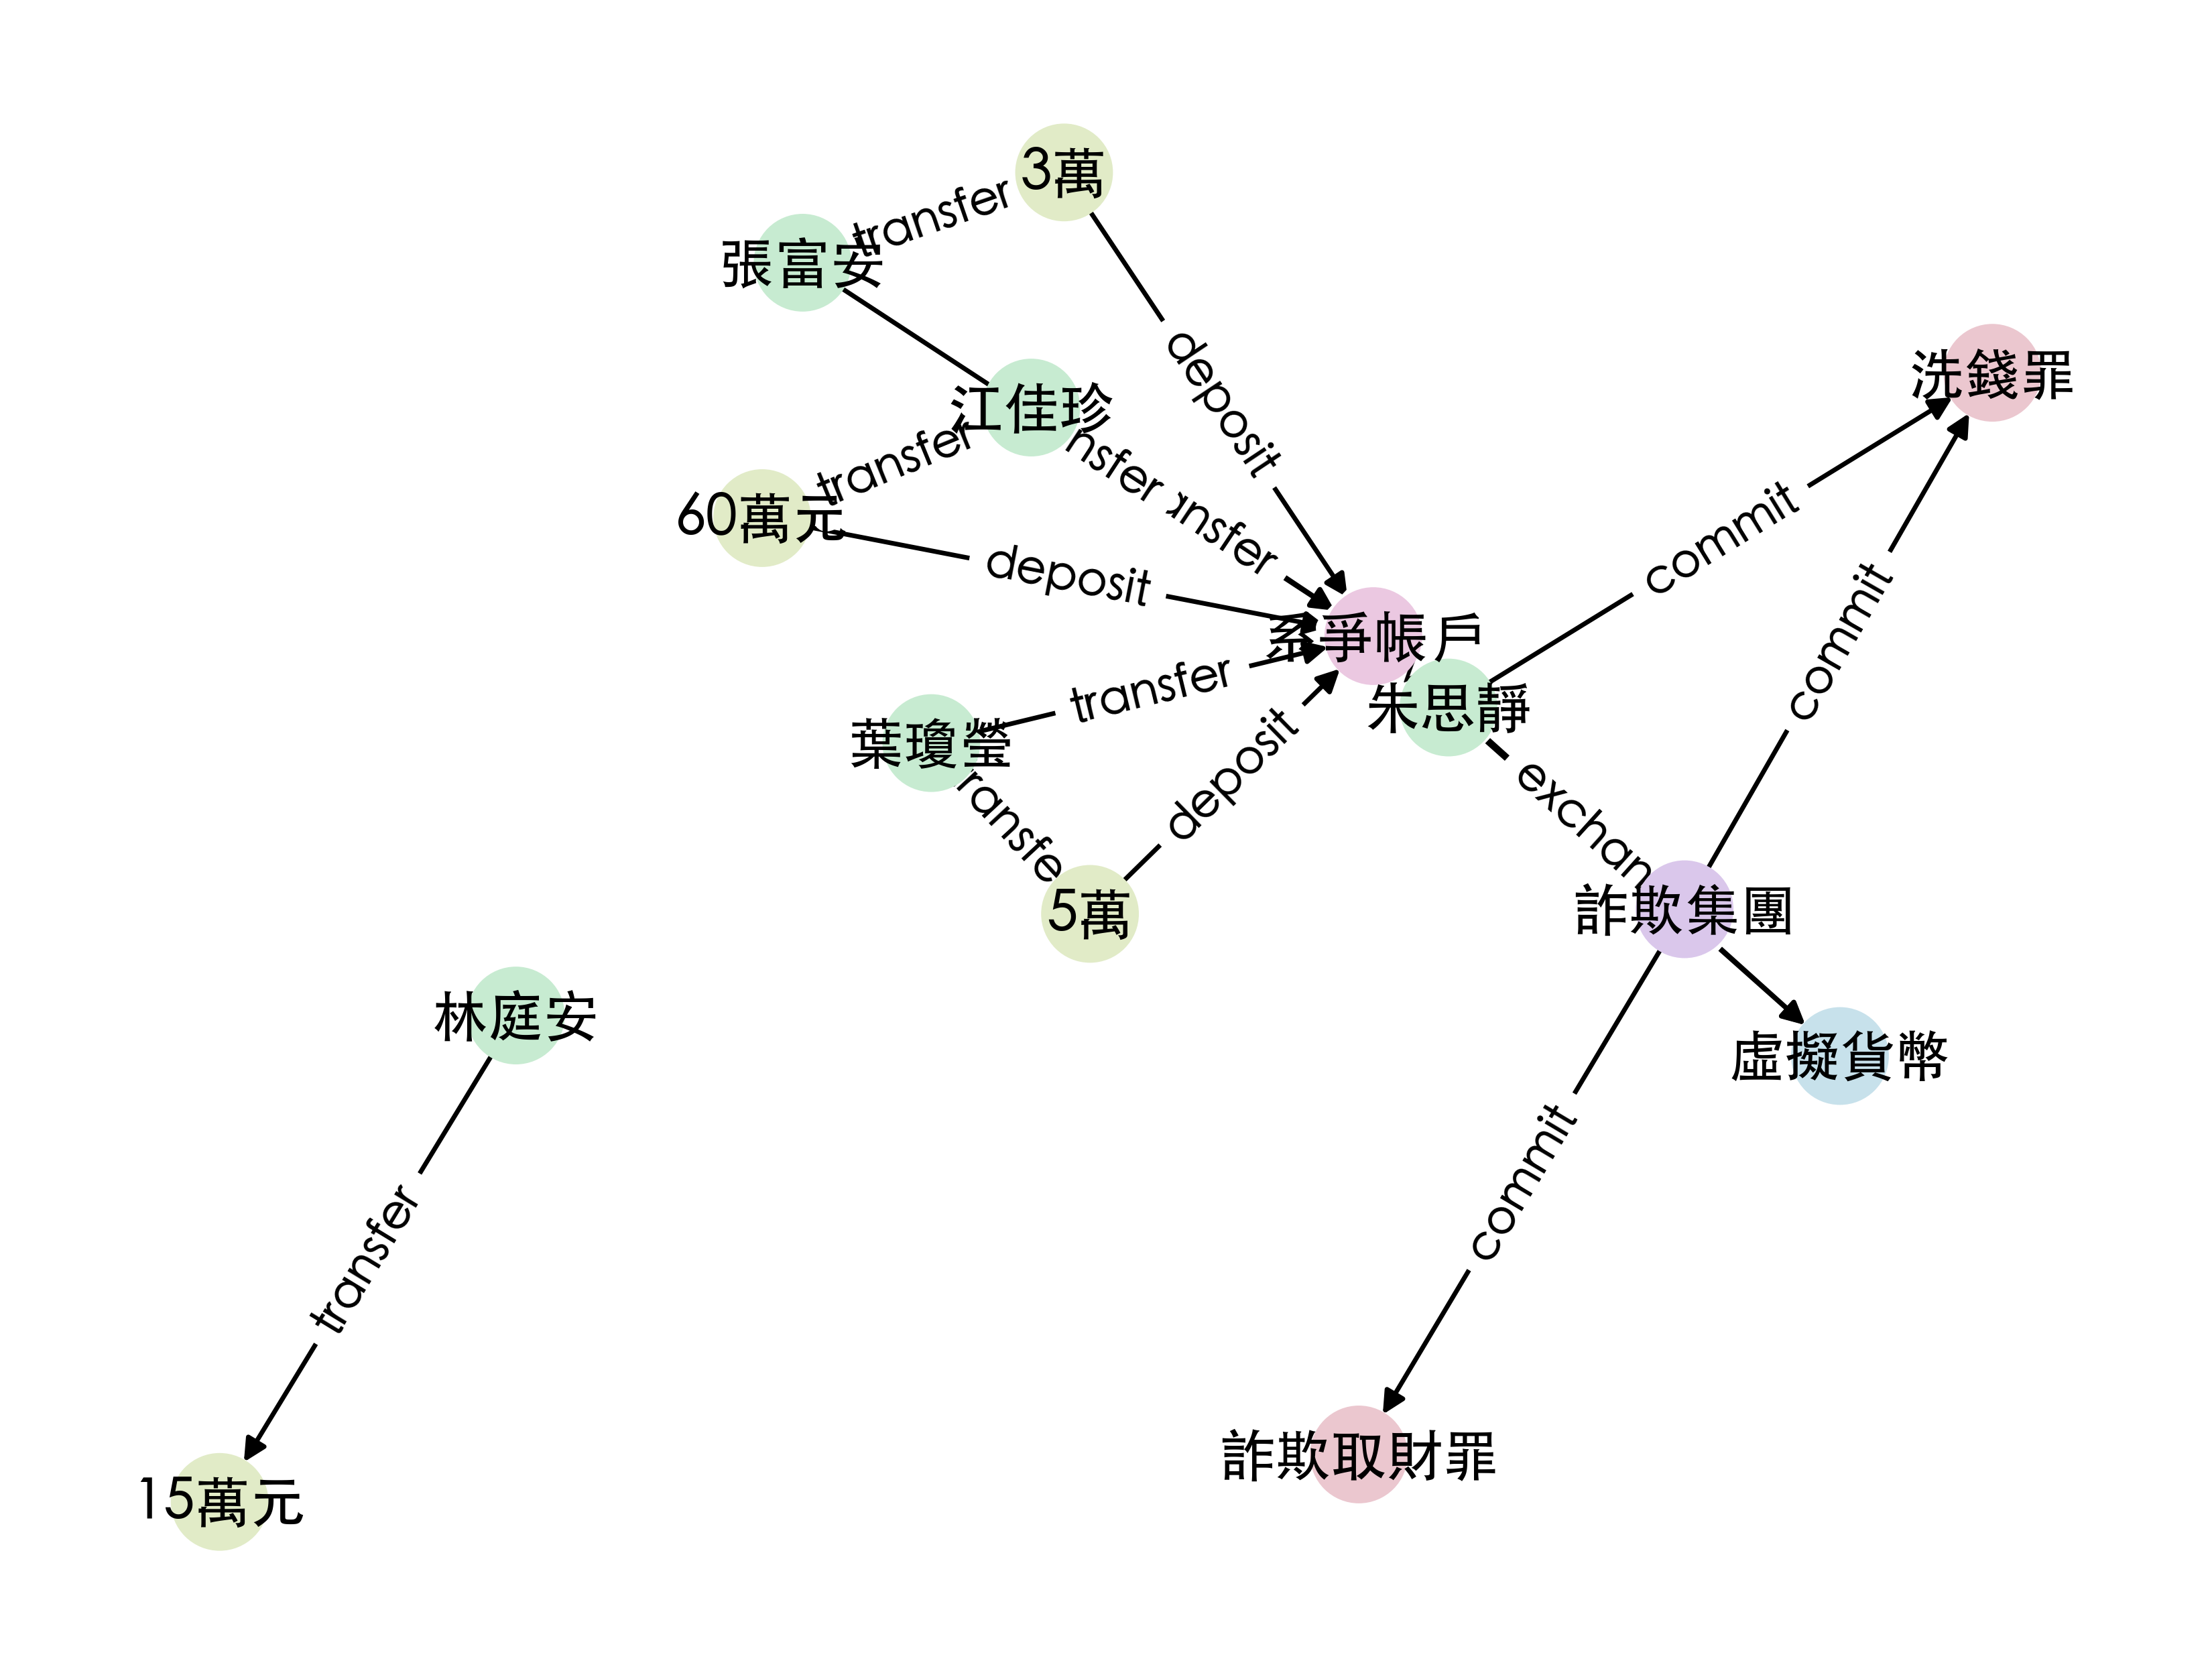 3萬
transfer
張富安
deposit
洗錢罪
江佳珍
transfer
nsfer
nsfer
60萬元
commit
deposit
commit
系爭帳戶
transfer
朱思靜
葉瓊瑩
ransfe
deposit
exchan
5萬
詐欺集團
林庭安
虛擬貨幣
commit
transfer
詐欺取財罪
15萬元